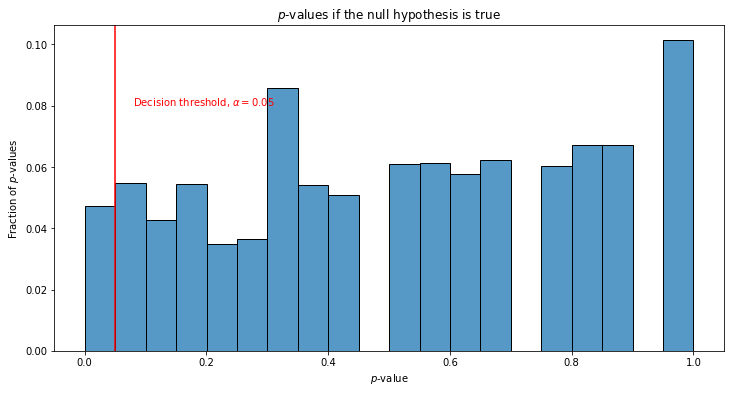 p-values if the null hypothesis is true
0.10
0.08
0.06
0.04
0.02
0.00
Fraction of p-values
Decision threshold, α = 0.05
0.0 0.2 0.4 0.6 0.8 1.0
p-value